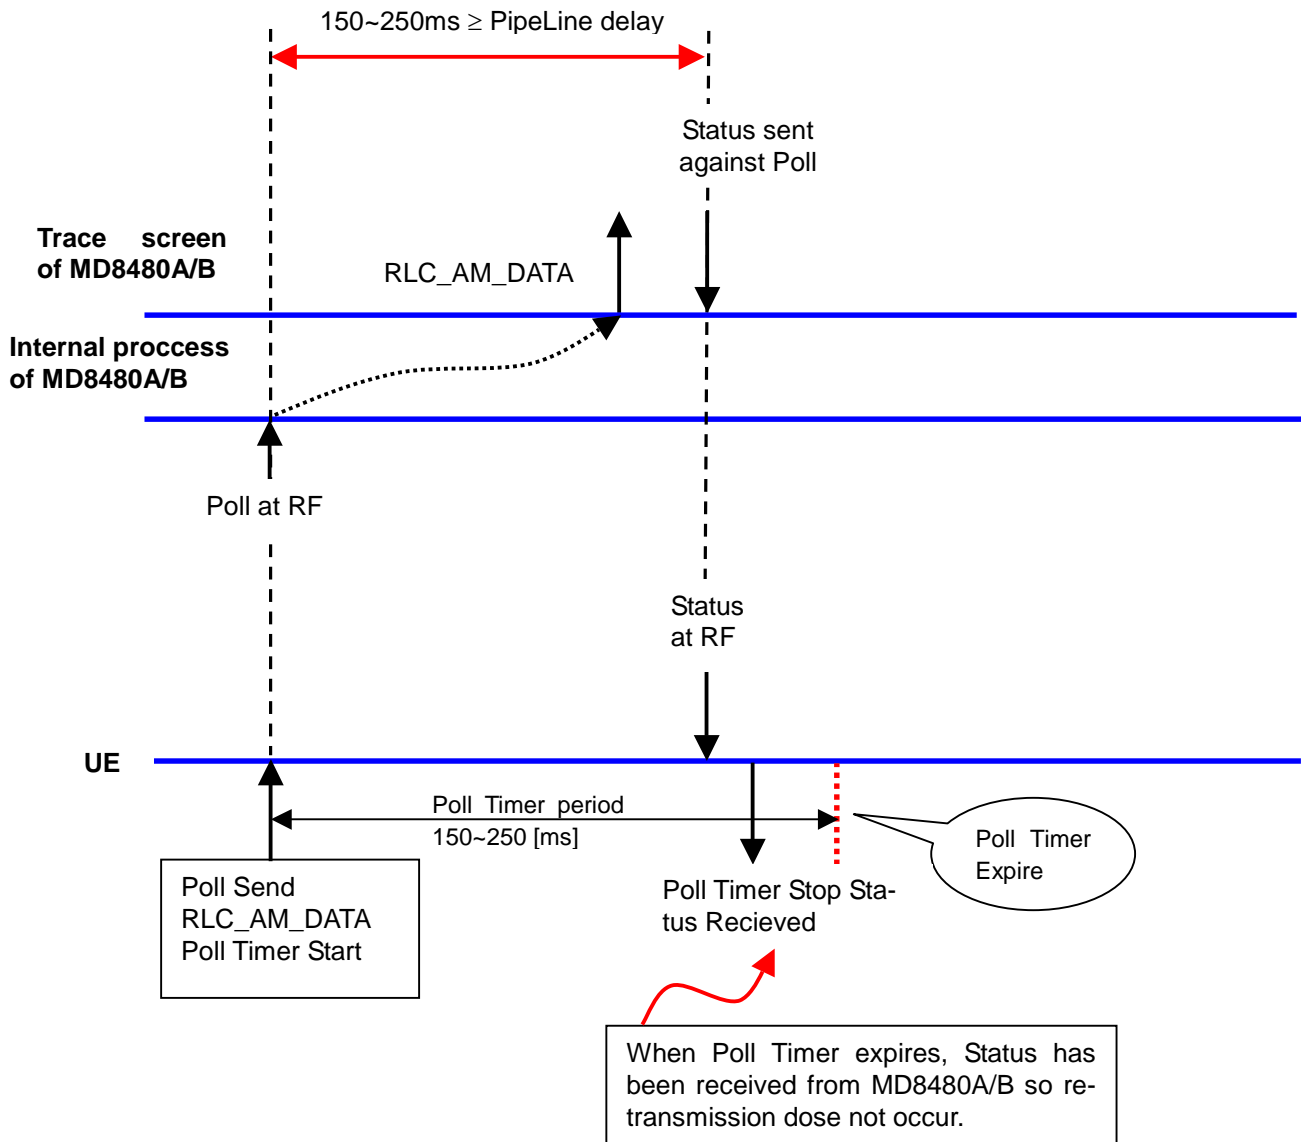 150~250ms ≥ PipeLine delay
Status sent
against Poll
Trace screen
of MD8480A/B
RLC_AM_DATA
Internal proccess
of MD8480A/B
Poll at RF
Status
at RF
UE
Poll Timer period
150~250 [ms]
Poll Timer
Expire
Poll Send
RLC_AM_DATA
Poll Timer Start
Poll Timer Stop Sta-
tus Recieved
When Poll Timer expires, Status has
been received from MD8480A/B so re-
transmission dose not occur.